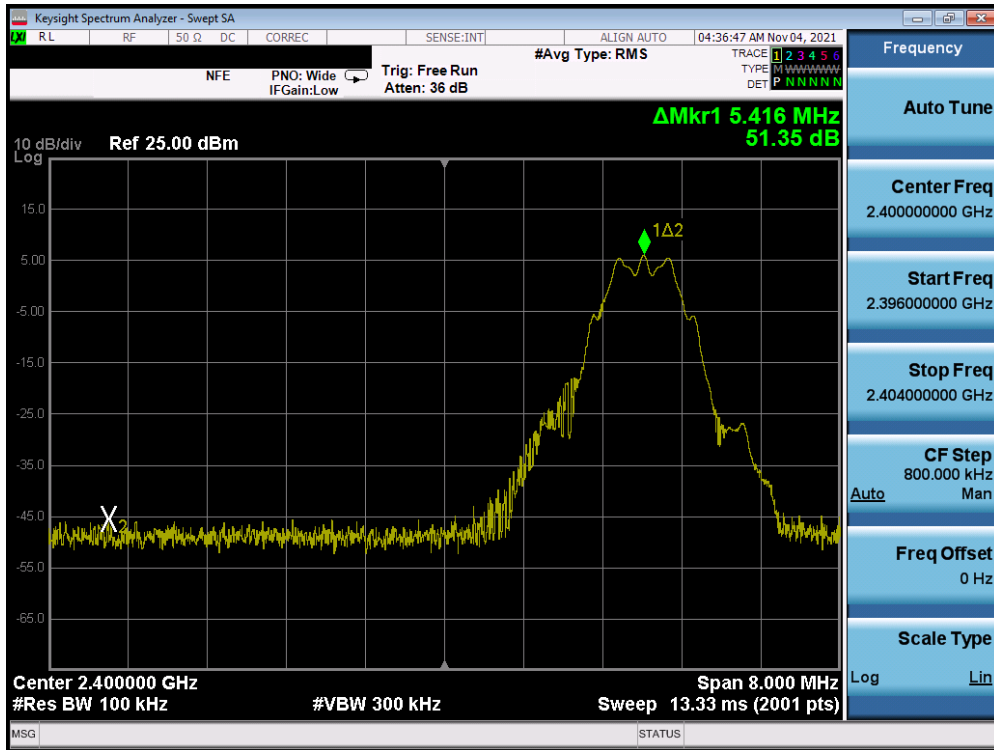 Keysight Spectrum Analyzer - Swept SA
LXI RL RF 50 Ω DC CORREC SENSE:INT ALIGN AUTO 04:36:47 AM Nov 04, 2021
NFE PNO: Wide Trig: Free Run #Avg Type: RMS TRACE 1 2 3 4 5 6
IFGain:Low Atten: 36 dB TYPE M W W W W W
DET P N N N N N
ΔMkr1 5.416 MHz
51.35 dB
10 dB/div Ref 25.00 dBm
Log
15.0
1Δ2
5.00
-5.00
-15.0
-25.0
-35.0
-45.0
X2
-55.0
-65.0
Center 2.400000 GHz Span 8.000 MHz
#Res BW 100 kHz #VBW 300 kHz Sweep 13.33 ms (2001 pts)
MSG STATUS
Frequency
Auto Tune
Center Freq
2.400000000 GHz
Start Freq
2.396000000 GHz
Stop Freq
2.404000000 GHz
CF Step
800.000 kHz
Auto Man
Freq Offset
0 Hz
Scale Type
Log Lin